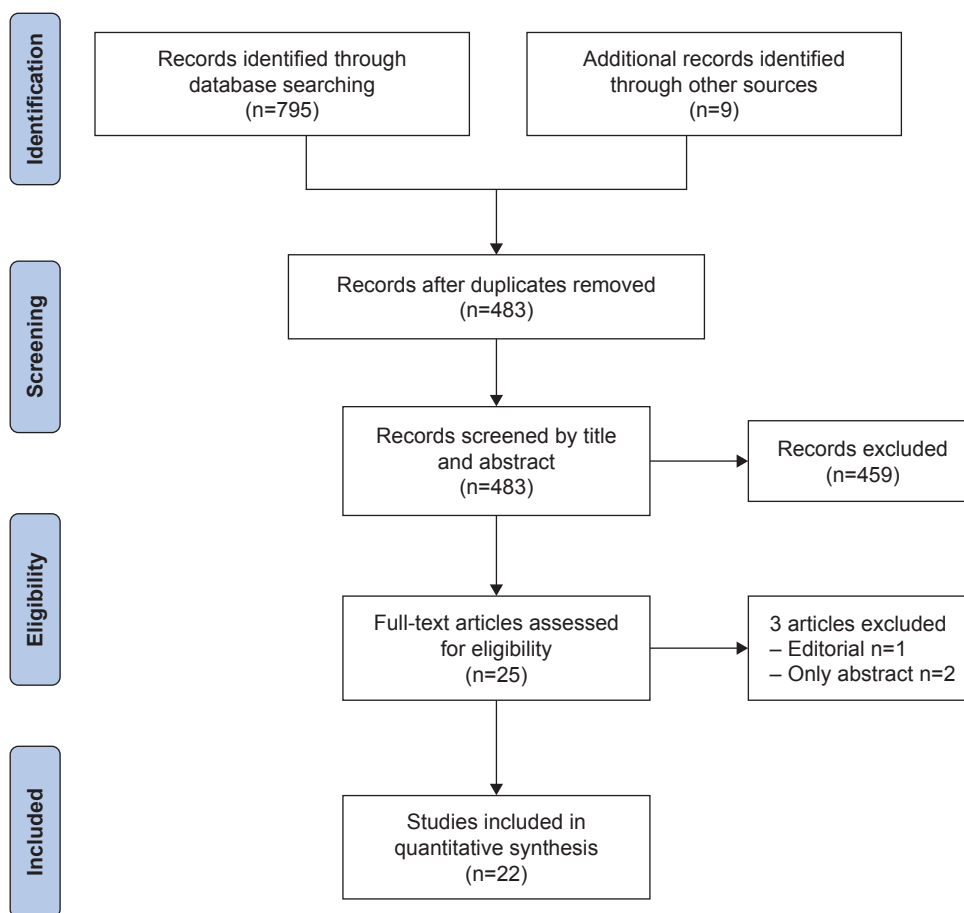 Identification
Records identified through
database searching
(n=795)
Additional records identified
through other sources
(n=9)
Screening
Records after duplicates removed
(n=483)
Records screened by title
and abstract
(n=483)
Records excluded
(n=459)
Eligibility
Full-text articles assessed
for eligibility
(n=25)
3 articles excluded
– Editorial n=1
– Only abstract n=2
Included
Studies included in
quantitative synthesis
(n=22)